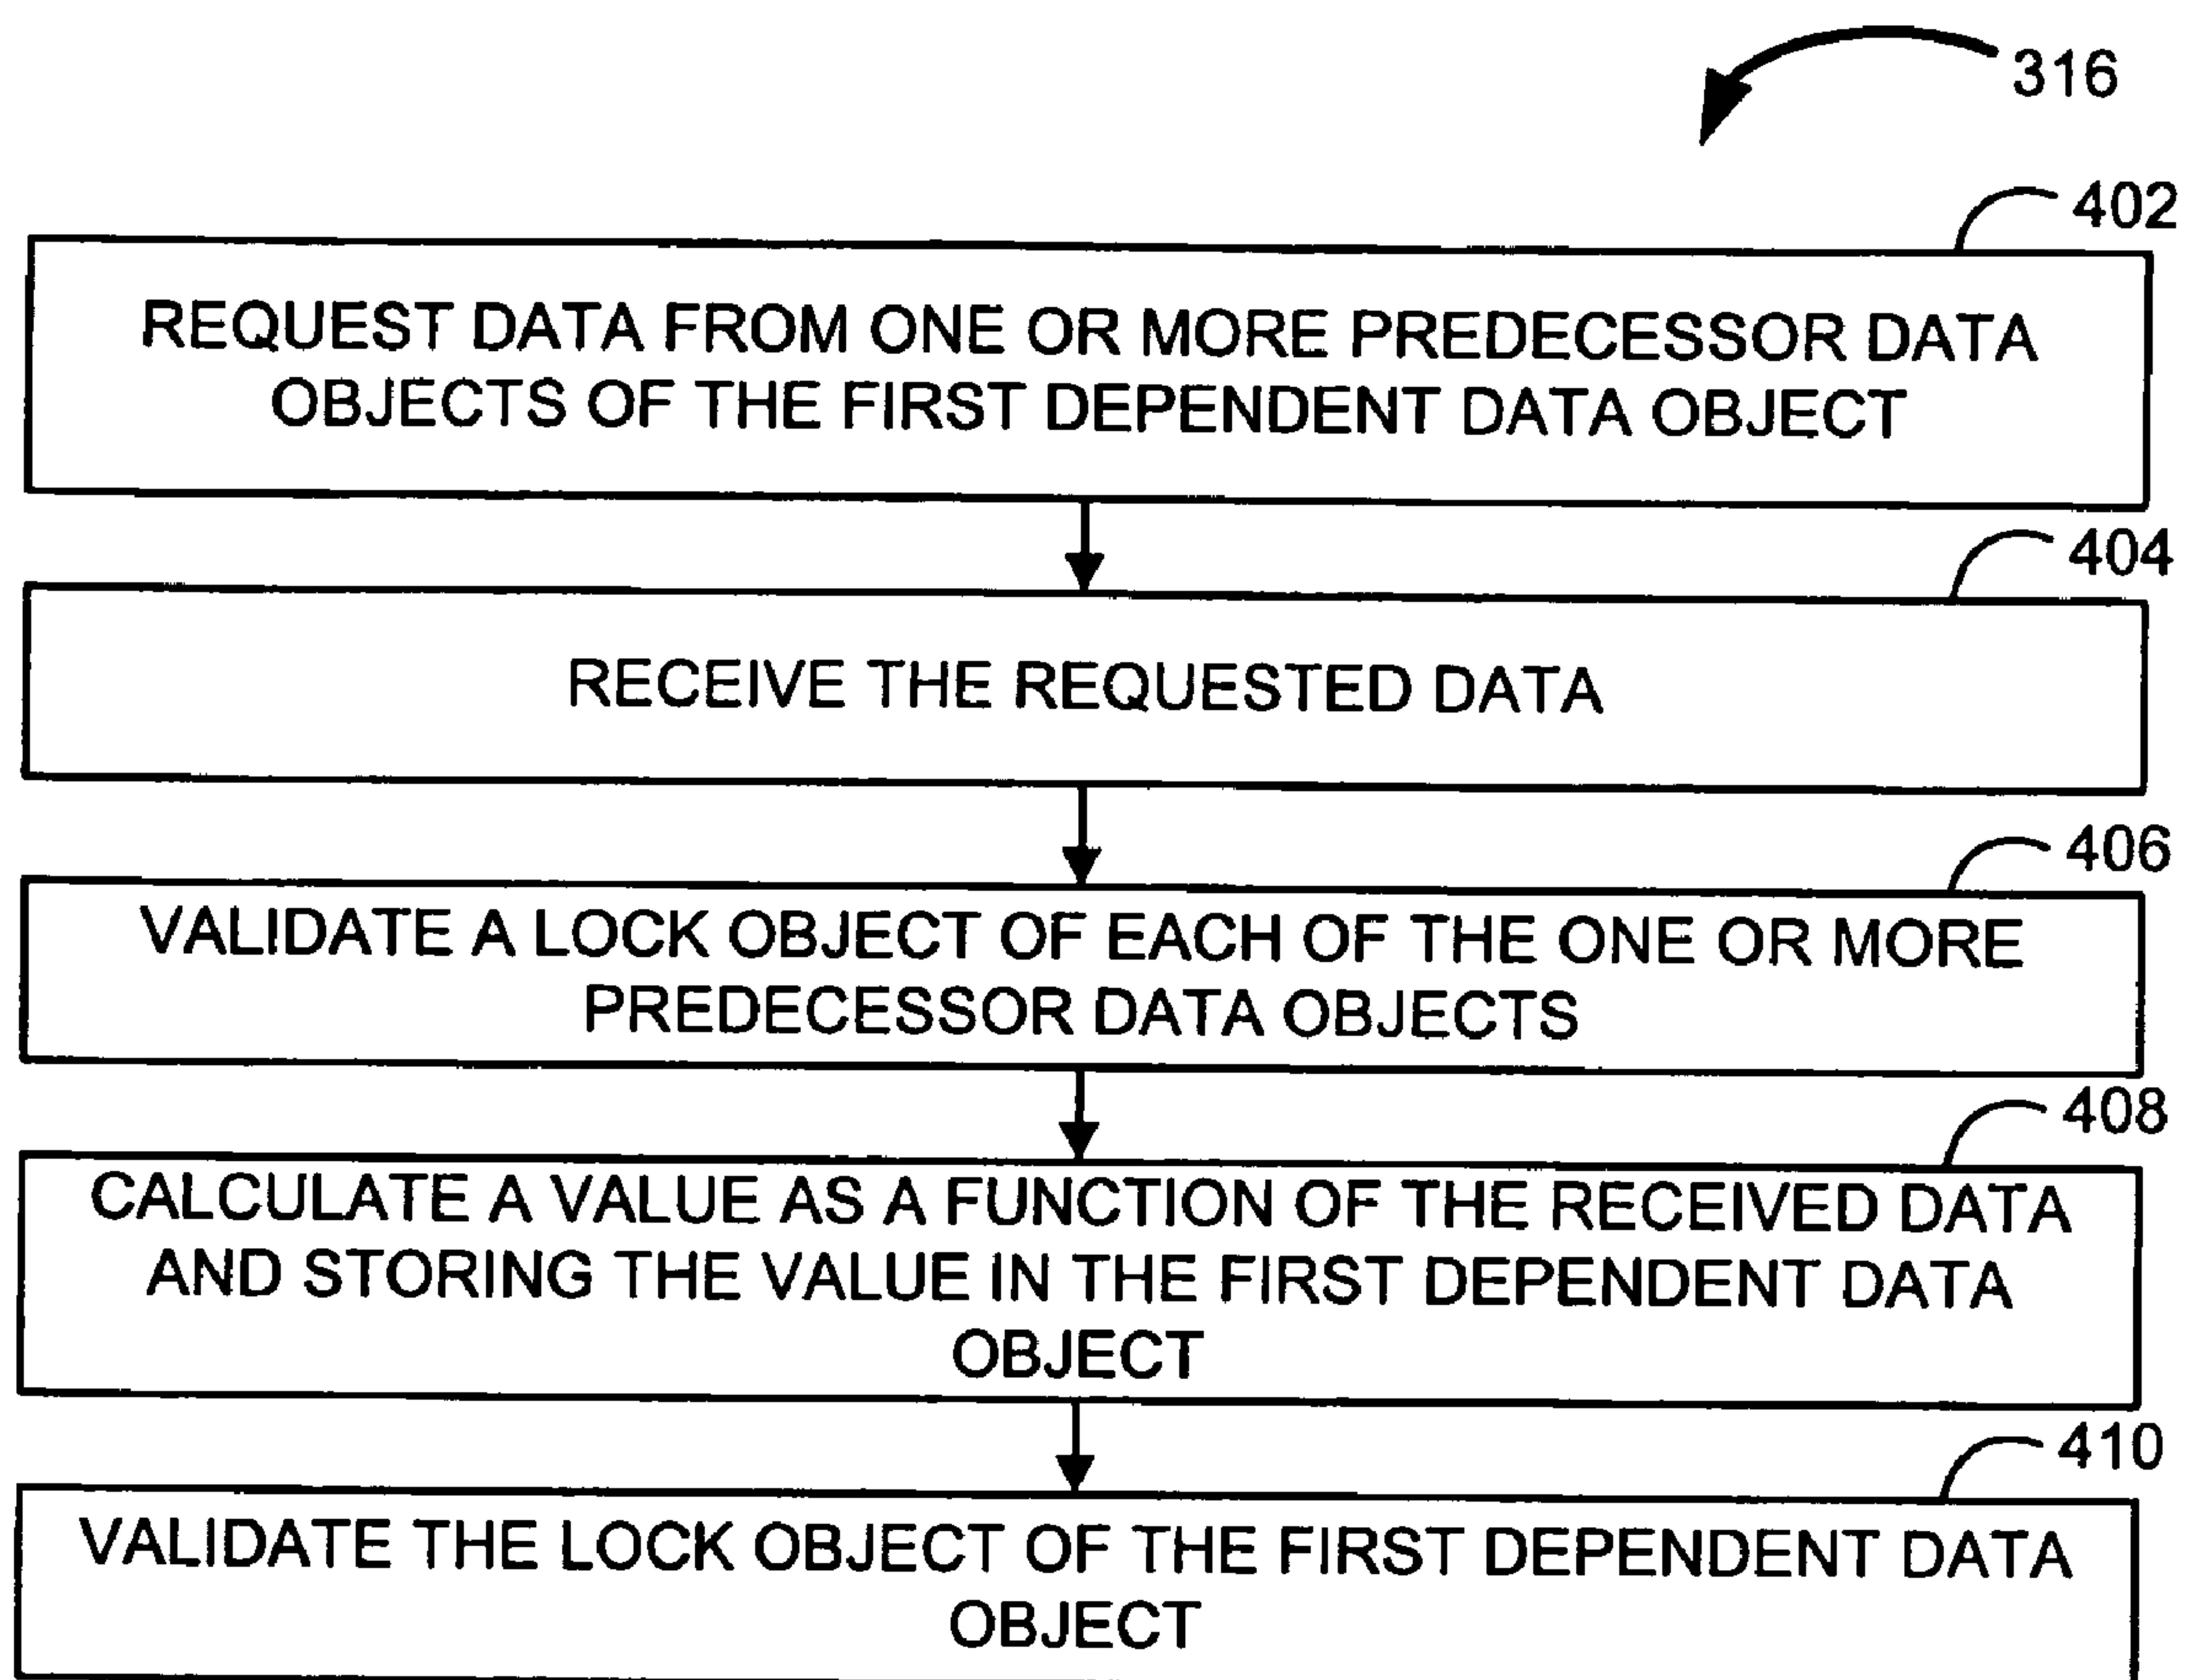 316
402
REQUEST DATA FROM ONE OR MORE PREDECESSOR DATA
OBJECTS OF THE FIRST DEPENDENT DATA OBJECT
404
RECEIVE THE REQUESTED DATA
406
VALIDATE A LOCK OBJECT OF EACH OF THE ONE OR MORE
PREDECESSOR DATA OBJECTS
408
CALCULATE A VALUE AS A FUNCTION OF THE RECEIVED DATA
AND STORING THE VALUE IN THE FIRST DEPENDENT DATA
OBJECT
410
VALIDATE THE LOCK OBJECT OF THE FIRST DEPENDENT DATA
OBJECT